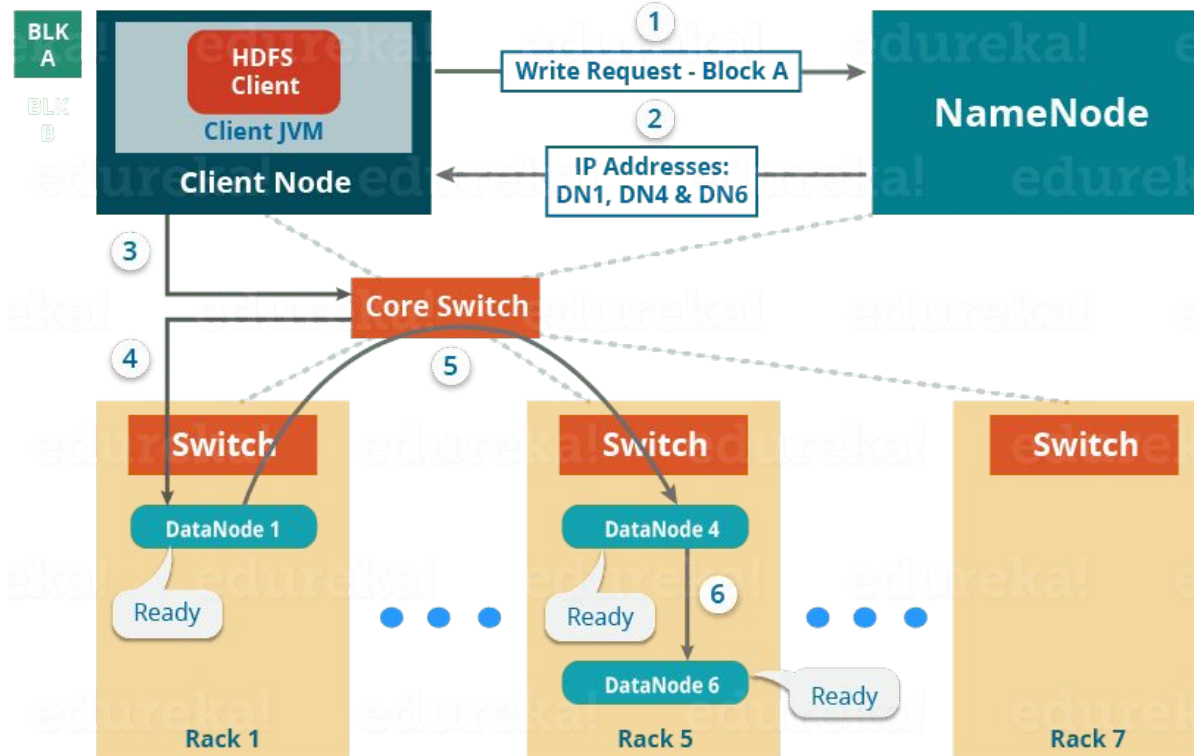 BLK
A
BLK
B
HDFS
Client
Client JVM
Client Node
1
Write Request - Block A
2
IP Addresses:
DN1, DN4 & DN6
NameNode
3
Core Switch
4
5
Switch
Switch
Switch
DataNode 1
DataNode 4
Ready
Ready
6
DataNode 6
Ready
Rack 1
Rack 5
Rack 7
edureka!